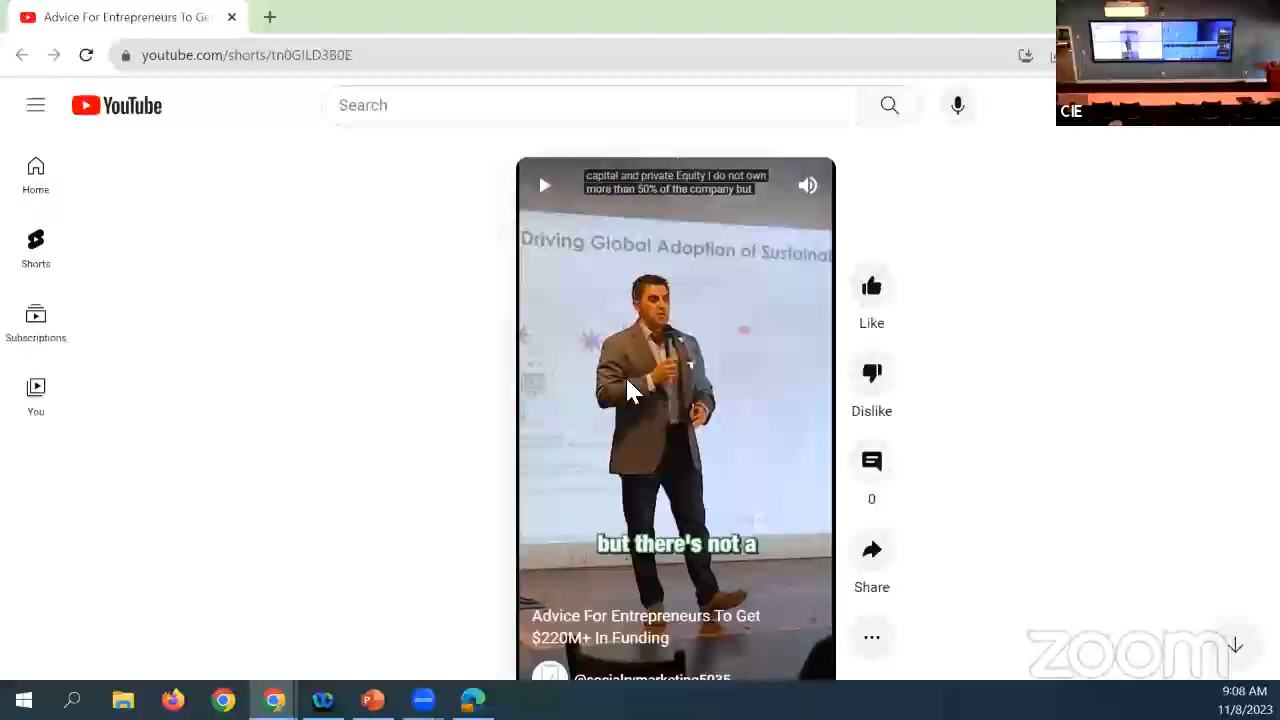 Advice For Entrepreneurs To Ge
youtube.com/shorts/tn0GILD3B0E
YouTube
Search
CIE
Home
Shorts
Subscriptions
You
capital and private Equity I do not own
more than 50% of the company but
Driving Global Adoption of Sustainab
but there's not a
Advice For Entrepreneurs To Get
$220M+ In Funding
Like
Dislike
0
Share
zoom
9:08 AM
11/8/2023